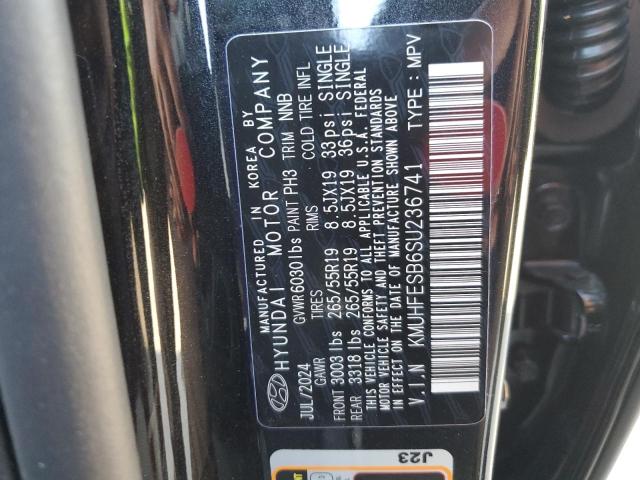 MANUFACTURED IN KOREA BY
HYUNDAI MOTOR COMPANY
JUL/2024 GVWR 6030 lbs PAINT PH3 TRIM NNB
GAWR TIRES RIMS COLD TIRE INFL
FRONT 3003 lbs 265/55R19 8.5JX19 33psi SINGLE
REAR 3318 lbs 265/55R19 8.5JX19 36psi SINGLE
THIS VEHICLE CONFORMS TO ALL APPLICABLE U.S.A. FEDERAL
MOTOR VEHICLE SAFETY AND THEFT PREVENTION STANDARDS
IN EFFECT ON THE DATE OF MANUFACTURE SHOWN ABOVE
V.I.N KMUHFESB6SU236741 TYPE : MPV
J23